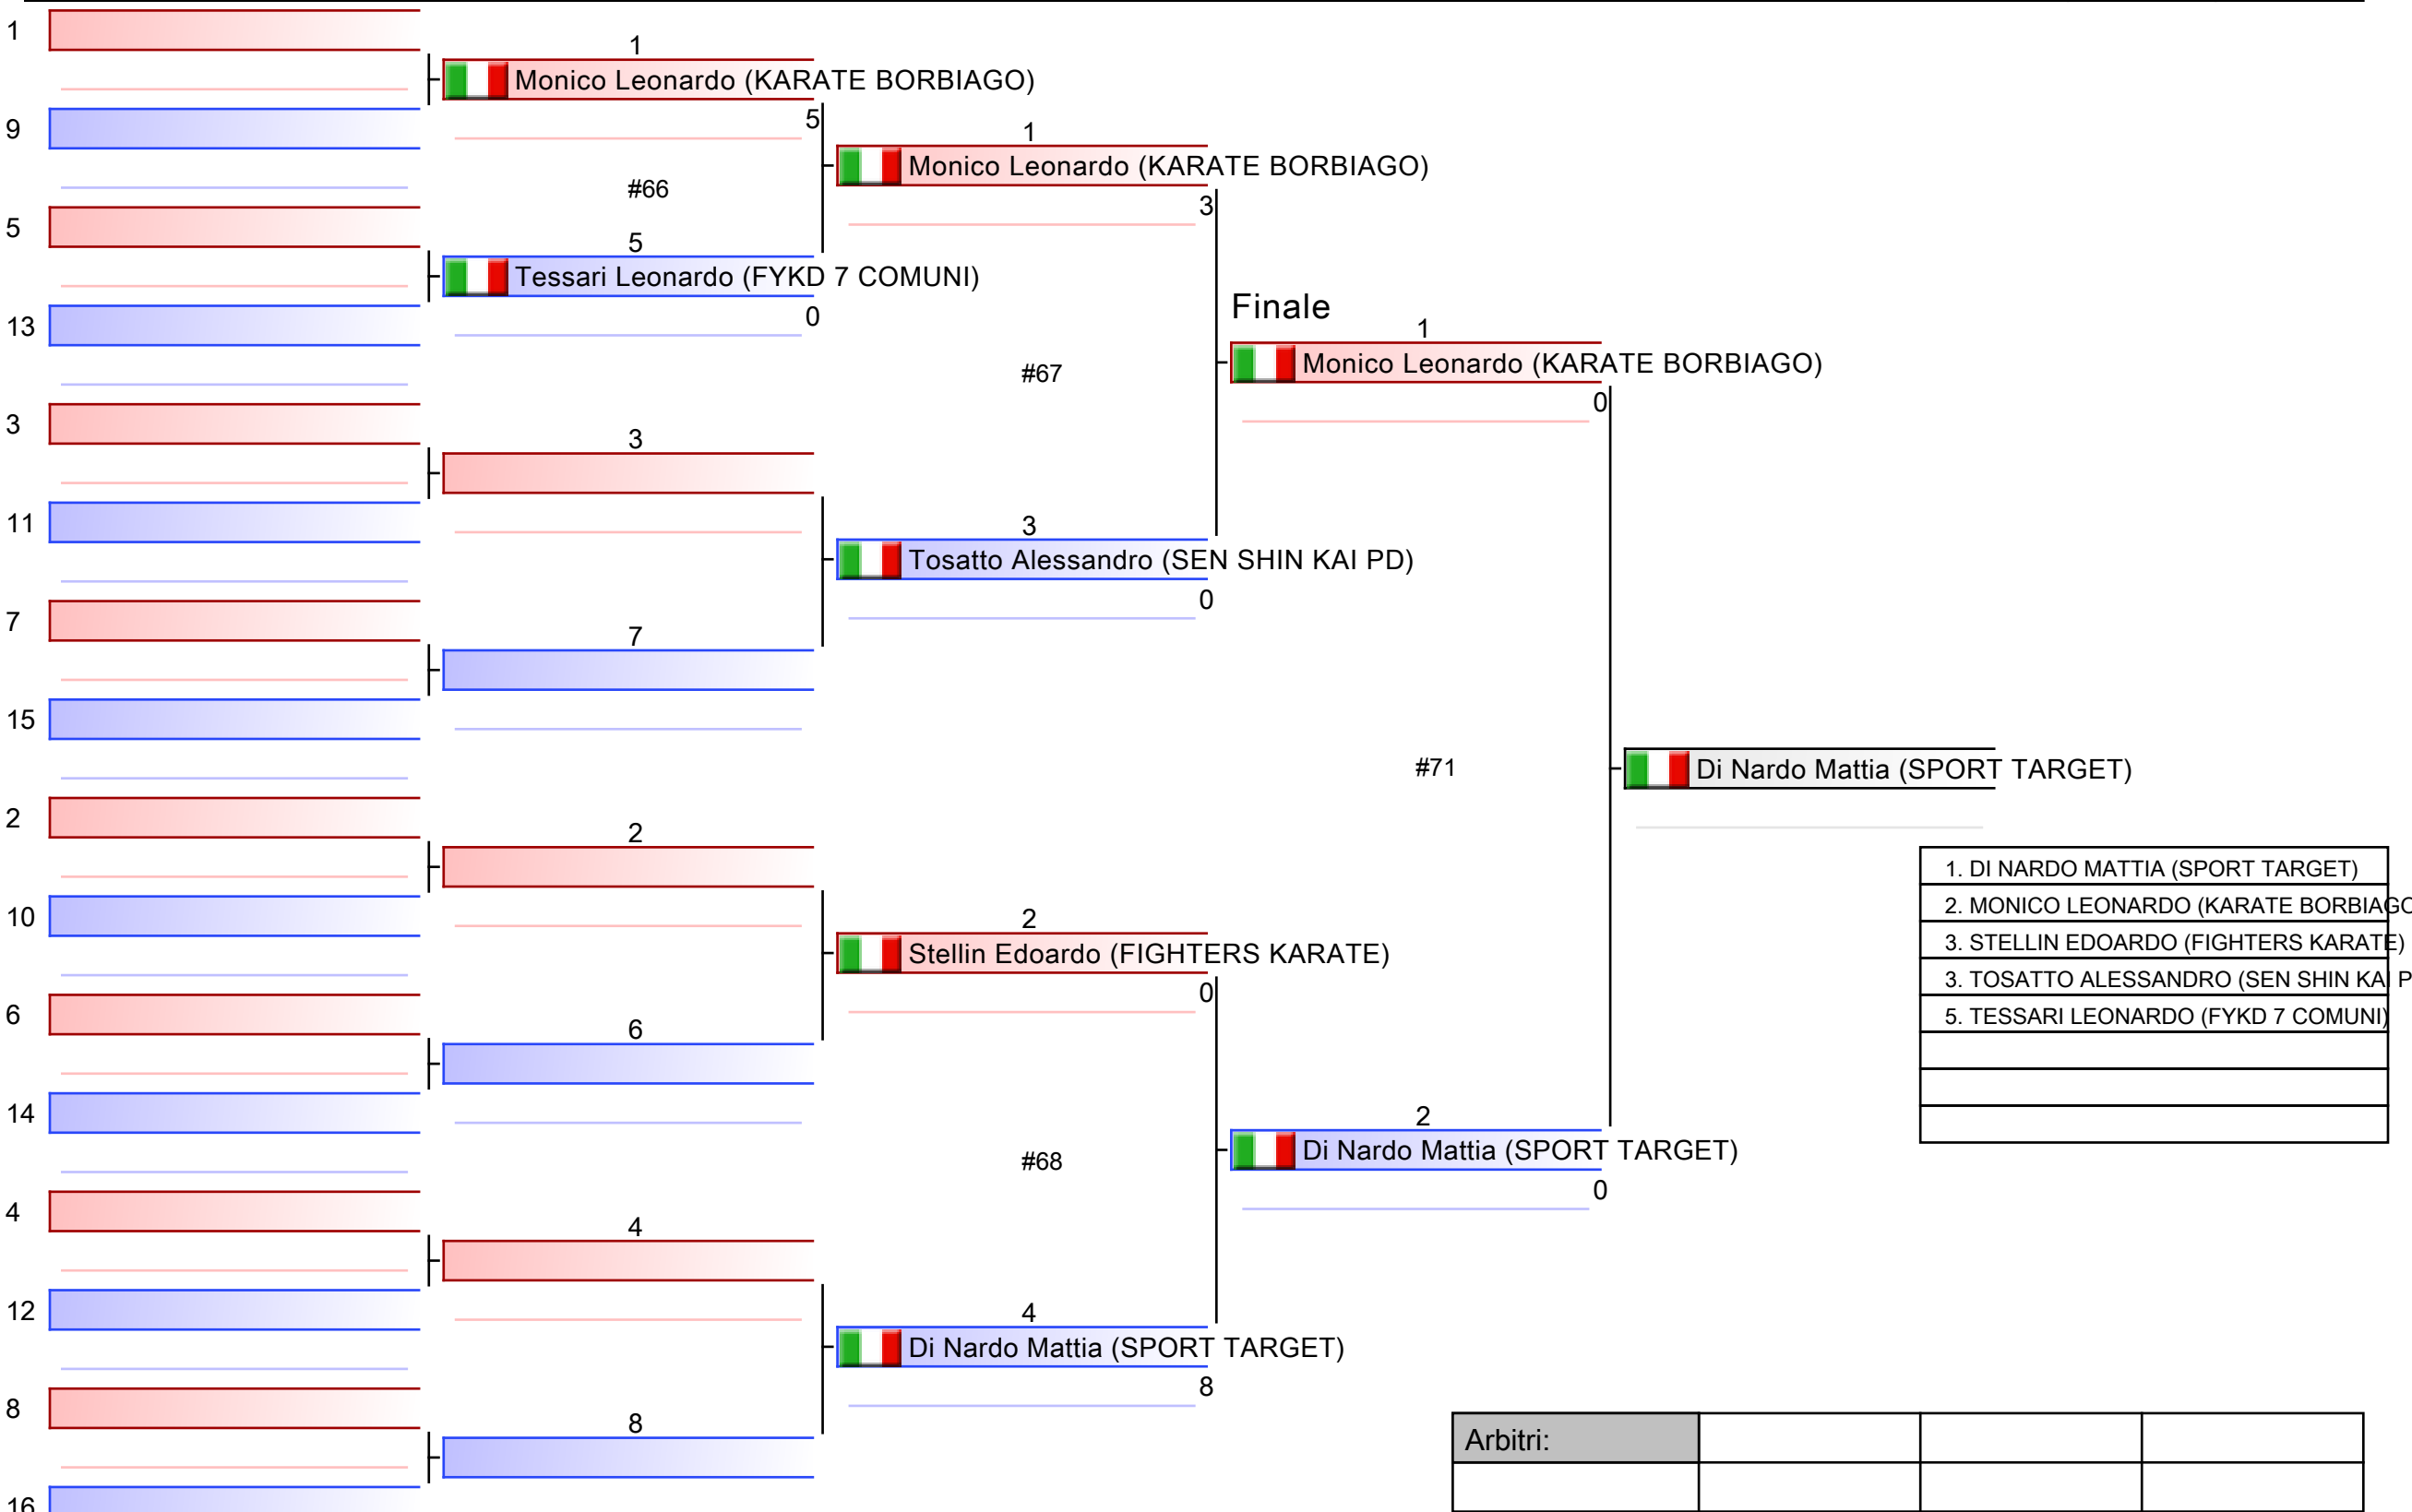 1
9
5
13
3
11
7
15
2
10
6
14
4
12
8
16
1
Monico Leonardo (KARATE BORBIAGO)
5
#66
5
Tessari Leonardo (FYKD 7 COMUNI)
0
3
7
2
6
4
8
1
Monico Leonardo (KARATE BORBIAGO)
3
#67
3
Tosatto Alessandro (SEN SHIN KAI PD)
0
2
Stellin Edoardo (FIGHTERS KARATE)
0
#68
4
Di Nardo Mattia (SPORT TARGET)
8
Finale
1
Monico Leonardo (KARATE BORBIAGO)
0
#71
2
Di Nardo Mattia (SPORT TARGET)
0
Di Nardo Mattia (SPORT TARGET)
1. DI NARDO MATTIA (SPORT TARGET)
2. MONICO LEONARDO (KARATE BORBIAGO
3. STELLIN EDOARDO (FIGHTERS KARATE)
3. TOSATTO ALESSANDRO (SEN SHIN KAI P
5. TESSARI LEONARDO (FYKD 7 COMUNI)
Arbitri: